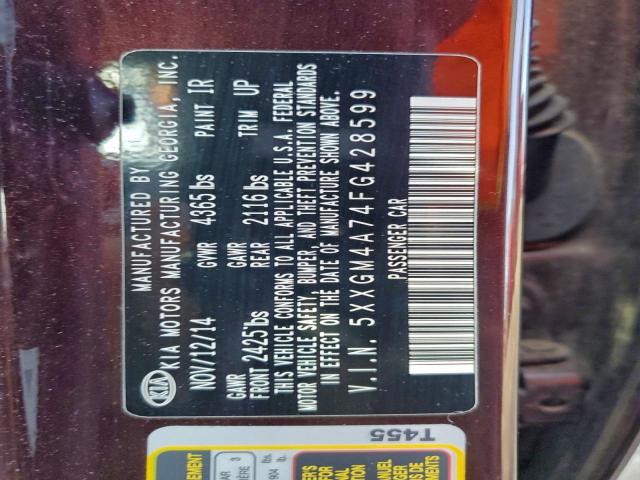 MANUFACTURED BY
KIA KIA MOTORS MANUFACTURING GEORGIA, INC.
NOV/12/14 GVWR 4365lbs PAINT IR
GAWR GAWR
FRONT 2425lbs REAR 2116lbs TRIM UP
THIS VEHICLE CONFORMS TO ALL APPLICABLE U.S.A. FEDERAL
MOTOR VEHICLE SAFETY, BUMPER, AND THEFT PREVENTION STANDARDS
IN EFFECT ON THE DATE OF MANUFACTURE SHOWN ABOVE.
V.I.N. 5XXGM4A74FG428599
PASSENGER CAR
T455